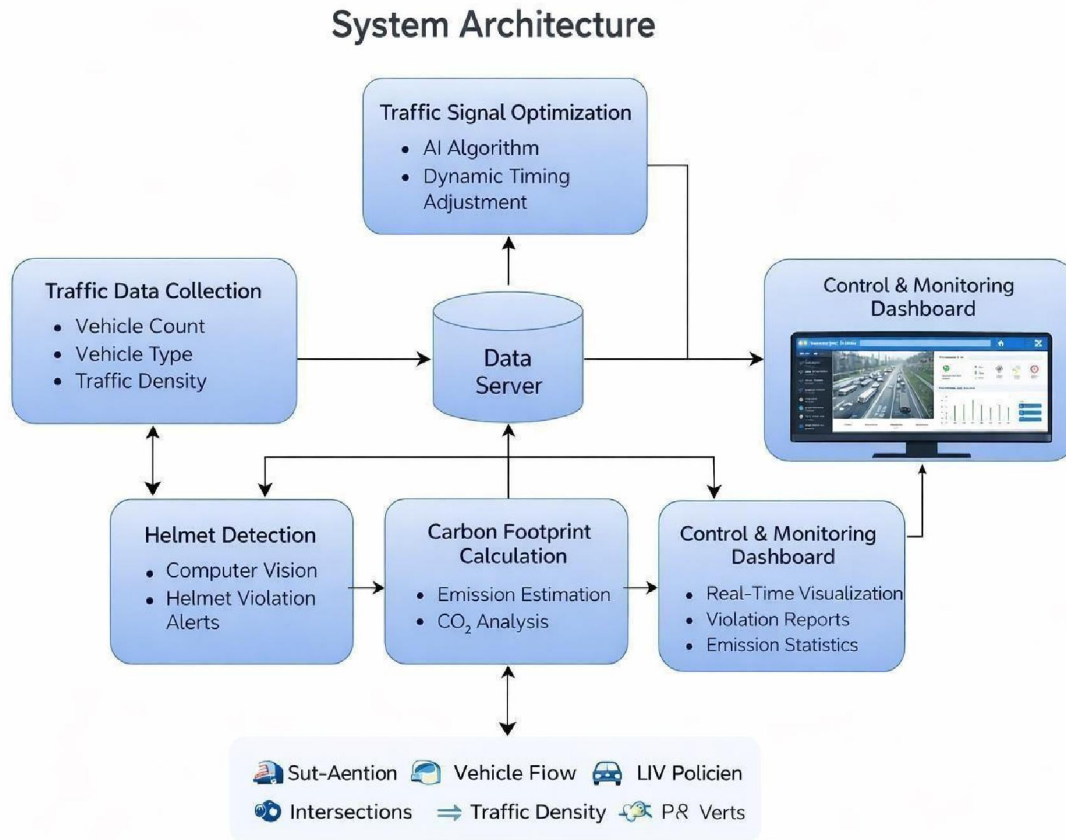 System Architecture
Traffic Signal Optimization
• AI Algorithm
• Dynamic Timing
Adjustment
Traffic Data Collection
• Vehicle Count
• Vehicle Type
• Traffic Density
Data
Server
Control & Monitoring
Dashboard
Helmet Detection
• Computer Vision
• Helmet Violation
Alerts
Carbon Footprint
Calculation
• Emission Estimation
• CO₂ Analysis
Control & Monitoring
Dashboard
• Real-Time Visualization
• Violation Reports
• Emission Statistics
Sut-Aention Vehicle Flow LIV Policien
Intersections Traffic Density PR Verts